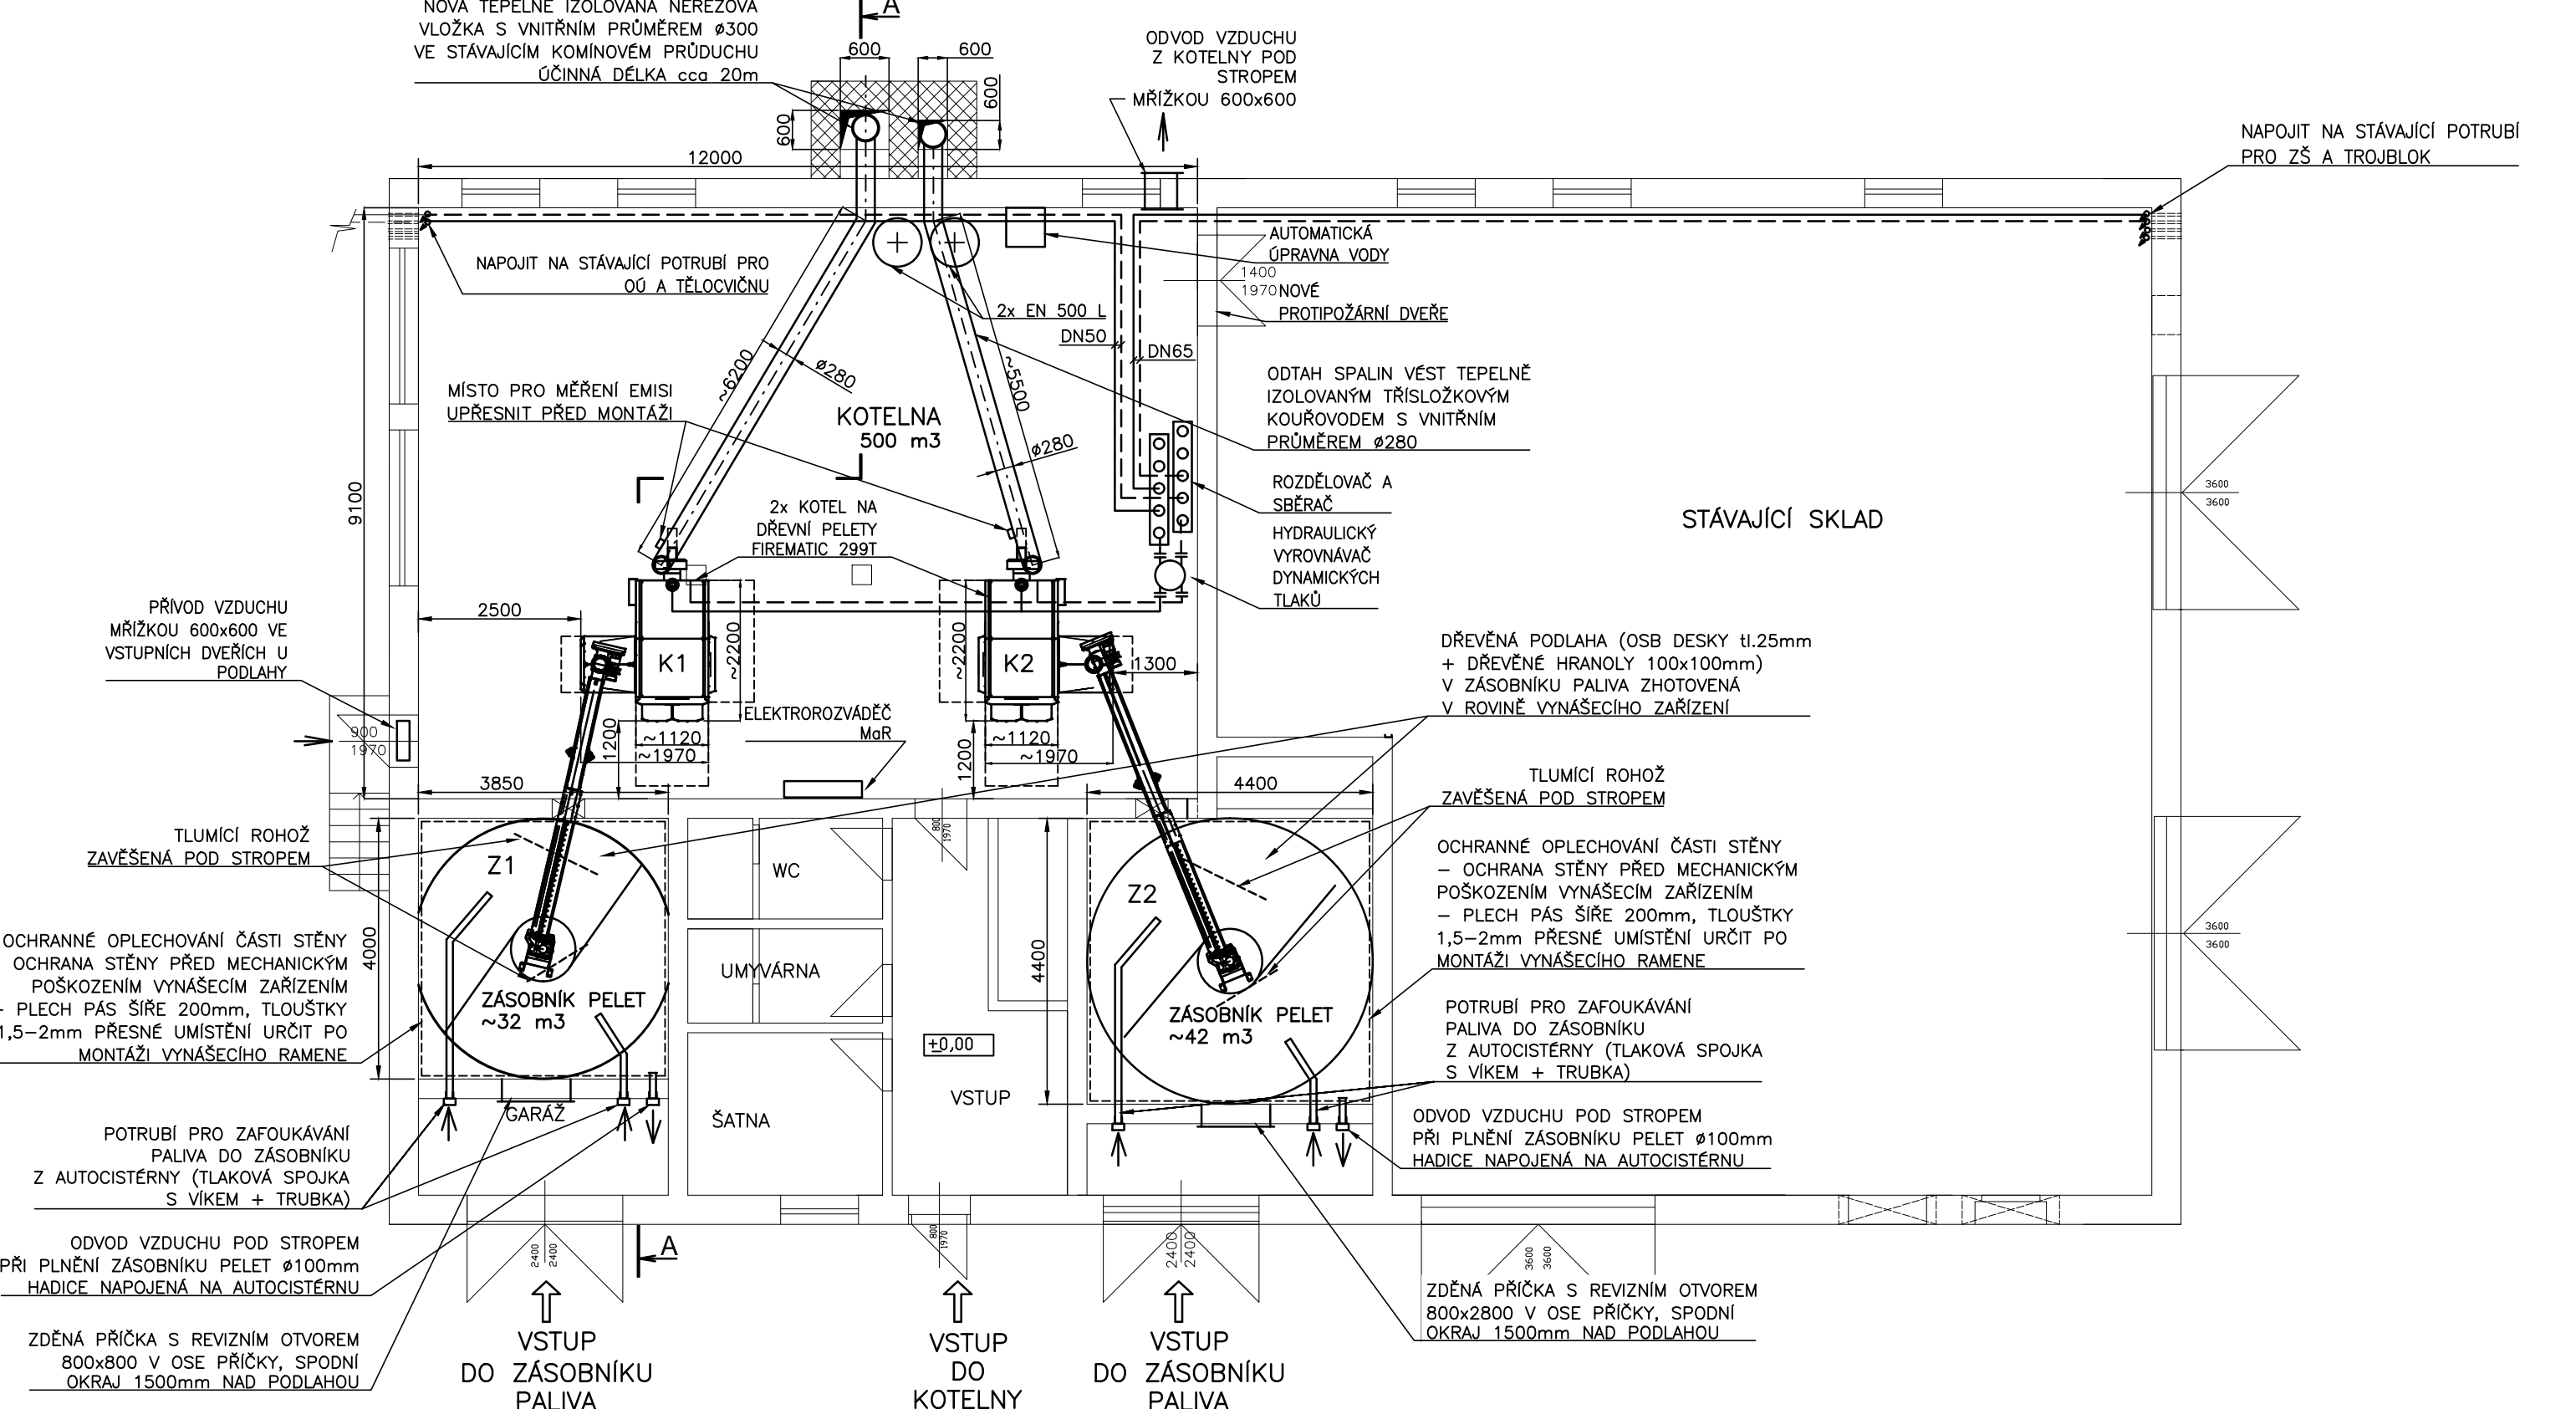 NOVÁ TEPELNĚ IZOLOVANÁ NEREZOVÁ
VLOŽKA S VNITŘNÍM PRŮMĚREM ø300
VE STÁVAJÍCÍM KOMÍNOVÉM PRŮDUCHU
ÚČINNÁ DÉLKA cca 20m
A
600
600
600
600
ODVOD VZDUCHU
Z KOTELNY POD
STROPEM
MŘÍŽKOU 600x600
NAPOJIT NA STÁVAJÍCÍ POTRUBÍ
PRO ZŠ A TROJBLOK
12000
NAPOJIT NA STÁVAJÍCÍ POTRUBÍ PRO
OÚ A TĚLOCVIČNU
AUTOMATICKÁ
ÚPRAVNA VODY
1400
1970
NOVÉ
PROTIPOŽÁRNÍ DVEŘE
2x EN 500 L
DN50
DN65
~6200
ø280
~5500
ø280
MÍSTO PRO MĚŘENÍ EMISI
UPŘESNIT PŘED MONTÁŽI
KOTELNA
500 m3
ODTAH SPALIN VÉST TEPELNĚ
IZOLOVANÝM TŘÍSLOŽKOVÝM
KOUŘOVODEM S VNITŘNÍM
PRŮMĚREM ø280
9100
2x KOTEL NA
DŘEVNÍ PELETY
FIREMATIC 299T
ROZDĚLOVAČ A
SBĚRAČ
HYDRAULICKÝ
VYROVNÁVAČ
DYNAMICKÝCH
TLAKŮ
STÁVAJÍCÍ SKLAD
3600
3600
PŘÍVOD VZDUCHU
MŘÍŽKOU 600x600 VE
VSTUPNÍCH DVEŘÍCH U
PODLAHY
2500
K1
~2200
~2200
K2
1300
DŘEVĚNÁ PODLAHA (OSB DESKY tl.25mm
+ DŘEVĚNÉ HRANOLY 100x100mm)
V ZÁSOBNÍKU PALIVA ZHOTOVENÁ
V ROVINĚ VYNÁŠECÍHO ZAŘÍZENÍ
900
1970
1200
~1120
~1970
ELEKTROROZVÁDĚČ
MaR
1200
~1120
~1970
3850
4400
TLUMÍCÍ ROHOŽ
ZAVĚŠENÁ POD STROPEM
TLUMÍCÍ ROHOŽ
ZAVĚŠENÁ POD STROPEM
800
1970
Z1
WC
Z2
4000
4400
OCHRANNÉ OPLECHOVÁNÍ ČÁSTI STĚNY
– OCHRANA STĚNY PŘED MECHANICKÝM
POŠKOZENÍM VYNÁŠECÍM ZAŘÍZENÍM
– PLECH PÁS ŠÍŘE 200mm, TLOUŠTKY
1,5–2mm PŘESNÉ UMÍSTĚNÍ URČIT PO
MONTÁŽI VYNÁŠECÍHO RAMENE
3600
3600
OCHRANNÉ OPLECHOVÁNÍ ČÁSTI STĚNY
OCHRANA STĚNY PŘED MECHANICKÝM
POŠKOZENÍM VYNÁŠECÍM ZAŘÍZENÍM
- PLECH PÁS ŠÍŘE 200mm, TLOUŠTKY
1,5–2mm PŘESNÉ UMÍSTĚNÍ URČIT PO
MONTÁŽI VYNÁŠECÍHO RAMENE
UMYVÁRNA
ZÁSOBNÍK PELET
~32 m3
ZÁSOBNÍK PELET
~42 m3
±0,00
VSTUP
ŠATNA
GARÁŽ
POTRUBÍ PRO ZAFOUKÁVÁNÍ
PALIVA DO ZÁSOBNÍKU
Z AUTOCISTÉRNY (TLAKOVÁ SPOJKA
S VÍKEM + TRUBKA)
ODVOD VZDUCHU POD STROPEM
PŘI PLNĚNÍ ZÁSOBNÍKU PELET ø100mm
HADICE NAPOJENÁ NA AUTOCISTÉRNU
POTRUBÍ PRO ZAFOUKÁVÁNÍ
PALIVA DO ZÁSOBNÍKU
Z AUTOCISTÉRNY (TLAKOVÁ SPOJKA
S VÍKEM + TRUBKA)
ODVOD VZDUCHU POD STROPEM
PŘI PLNĚNÍ ZÁSOBNÍKU PELET ø100mm
HADICE NAPOJENÁ NA AUTOCISTÉRNU
2400
2400
A
800
1970
2400
2400
3600
3600
ZDĚNÁ PŘÍČKA S REVIZNÍM OTVOREM
800x2800 V OSE PŘÍČKY, SPODNÍ
OKRAJ 1500mm NAD PODLAHOU
ZDĚNÁ PŘÍČKA S REVIZNÍM OTVOREM
800x800 V OSE PŘÍČKY, SPODNÍ
OKRAJ 1500mm NAD PODLAHOU
VSTUP
DO ZÁSOBNÍKU
PALIVA
VSTUP
DO
KOTELNY
VSTUP
DO ZÁSOBNÍKU
PALIVA